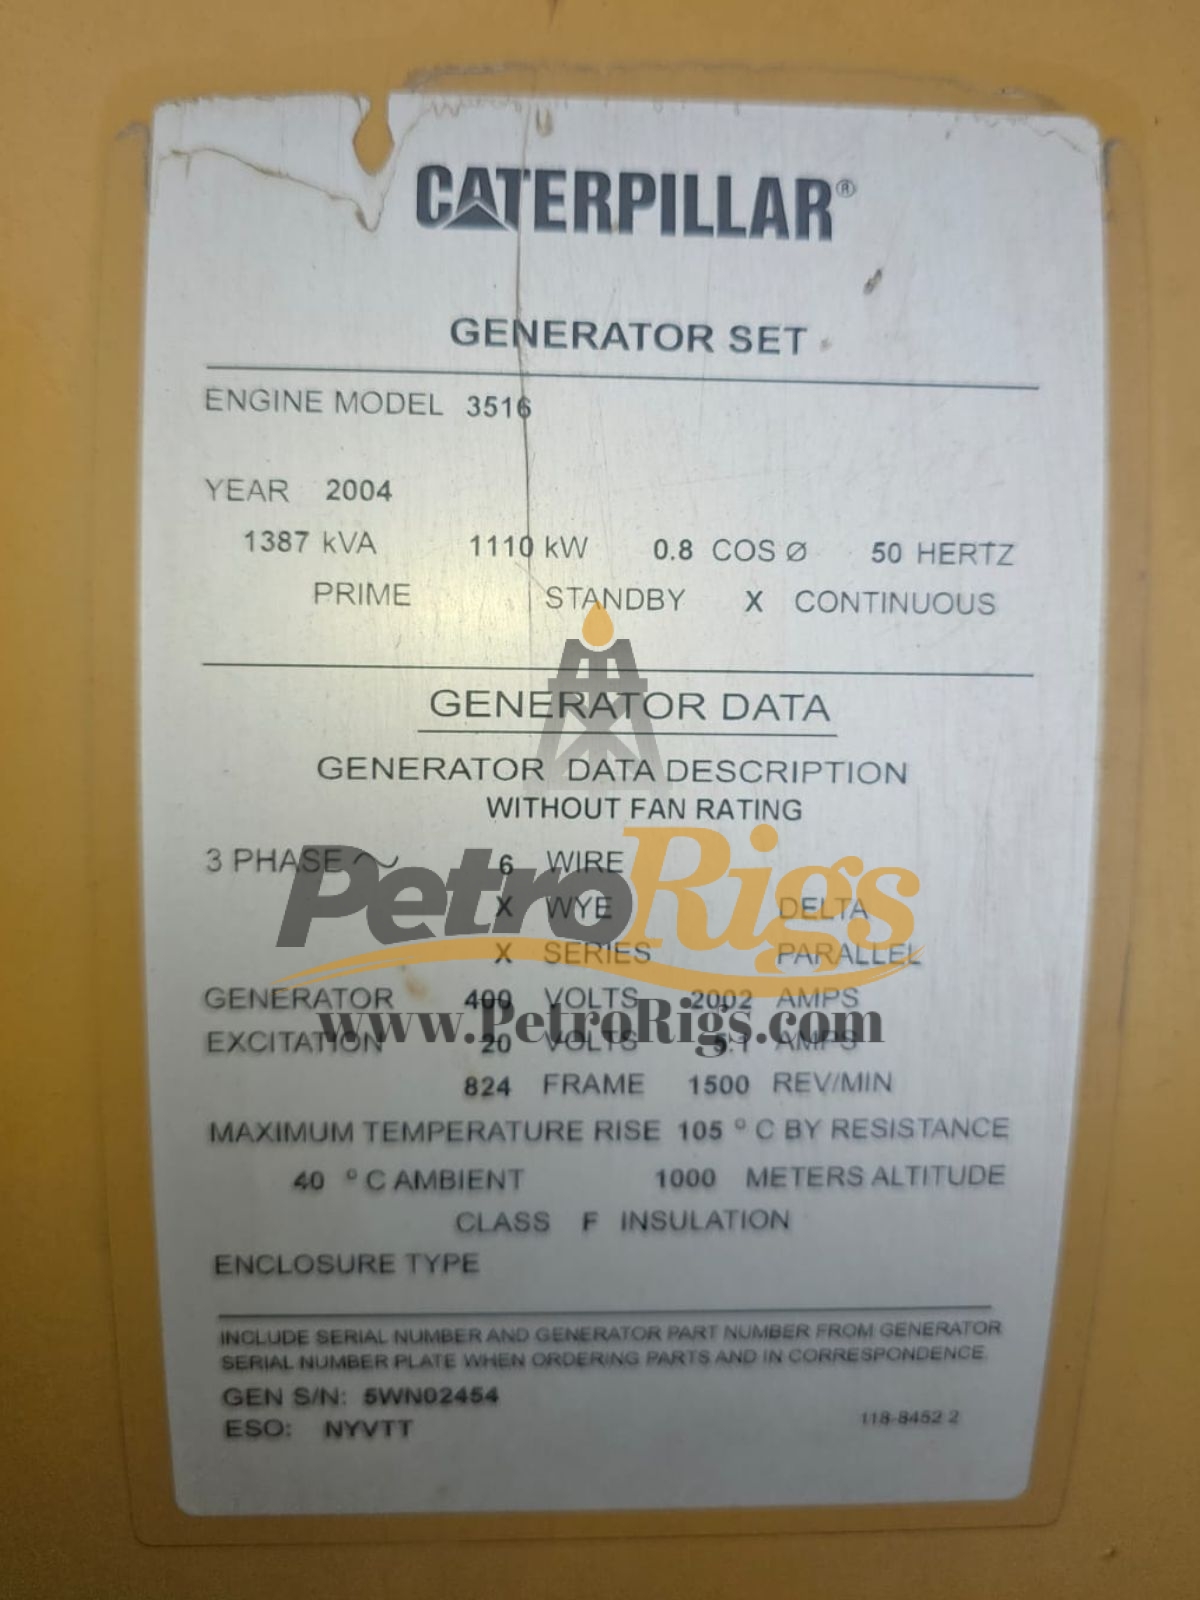 CATERPILLAR®
GENERATOR SET
ENGINE MODEL 3516
YEAR 2004
1387 kVA 1110 kW 0.8 COS Ø 50 HERTZ
PRIME STANDBY X CONTINUOUS
GENERATOR DATA
GENERATOR DATA DESCRIPTION
WITHOUT FAN RATING
3 PHASE ~ 6 WIRE
X WYE DELTA
PetroRigs
X SERIES PARALLEL
GENERATOR 400 VOLTS 2002 AMPS
www.PetroRigs.com
EXCITATION 20 VOLTS 5.1 AMPS
824 FRAME 1500 REV/MIN
MAXIMUM TEMPERATURE RISE 105 °C BY RESISTANCE
40 °C AMBIENT 1000 METERS ALTITUDE
CLASS F INSULATION
ENCLOSURE TYPE
INCLUDE SERIAL NUMBER AND GENERATOR PART NUMBER FROM GENERATOR
SERIAL NUMBER PLATE WHEN ORDERING PARTS AND IN CORRESPONDENCE.
GEN S/N: 5WN02454
ESO: NYVTT 118-8452 2